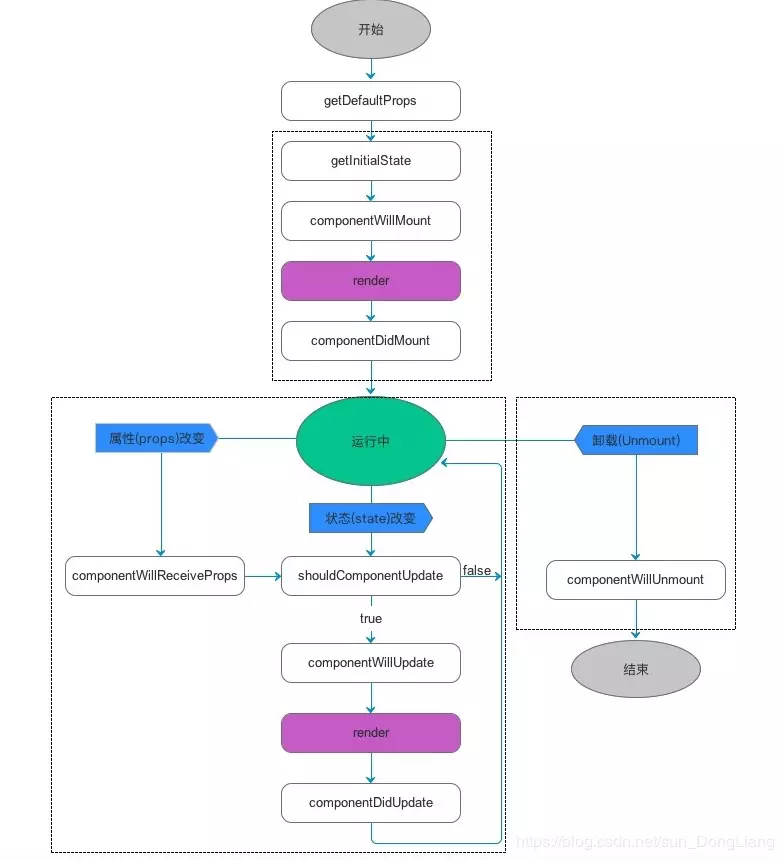 开始
getDefaultProps
getInitialState
componentWillMount
render
componentDidMount
运行中
属性(props)改变
卸载(Unmount)
状态(state)改变
componentWillReceiveProps
shouldComponentUpdate
false
componentWillUnmount
true
componentWillUpdate
结束
render
componentDidUpdate
https://blog.csdn.net/sun_DongLiang